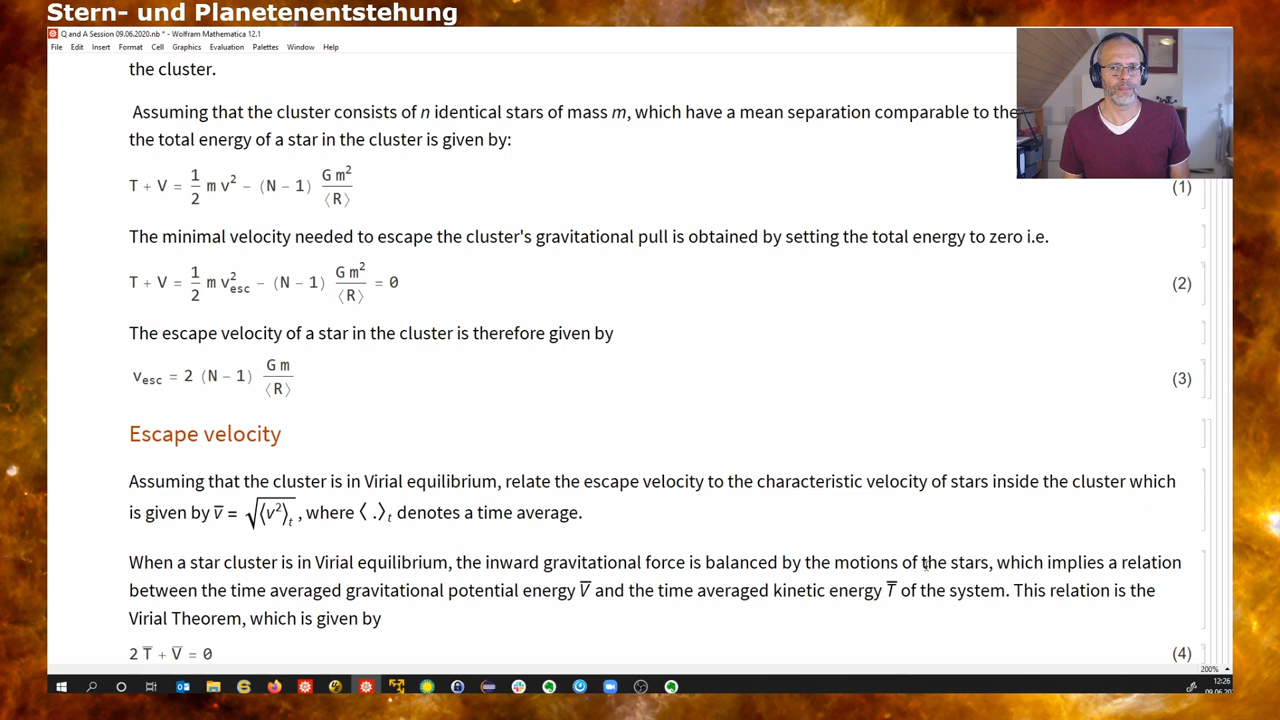 Stern- und Planetenentstehung
Q and A Session 09.06.2020.nb * - Wolfram Mathematica 12.1
File Edit Insert Format Cell Graphics Evaluation Palettes Window Help
the cluster.
Assuming that the cluster consists of n identical stars of mass m, which have a mean separation comparable to the
the total energy of a star in the cluster is given by:
T + V = 1/2 m v² − (N − 1) G m²/⟨R⟩ (1)
The minimal velocity needed to escape the cluster's gravitational pull is obtained by setting the total energy to zero i.e.
T + V = 1/2 m v²esc − (N − 1) G m²/⟨R⟩ = 0 (2)
The escape velocity of a star in the cluster is therefore given by
vesc = 2 (N − 1) G m/⟨R⟩ (3)
Escape velocity
Assuming that the cluster is in Virial equilibrium, relate the escape velocity to the characteristic velocity of stars inside the cluster which
is given by v̅ = √⟨v²⟩t , where ⟨ .⟩t denotes a time average.
When a star cluster is in Virial equilibrium, the inward gravitational force is balanced by the motions of the stars, which implies a relation
between the time averaged gravitational potential energy V̅ and the time averaged kinetic energy T̅ of the system. This relation is the
Virial Theorem, which is given by
2 T̅ + V̅ = 0 (4)
200%
12:26
09.06.20